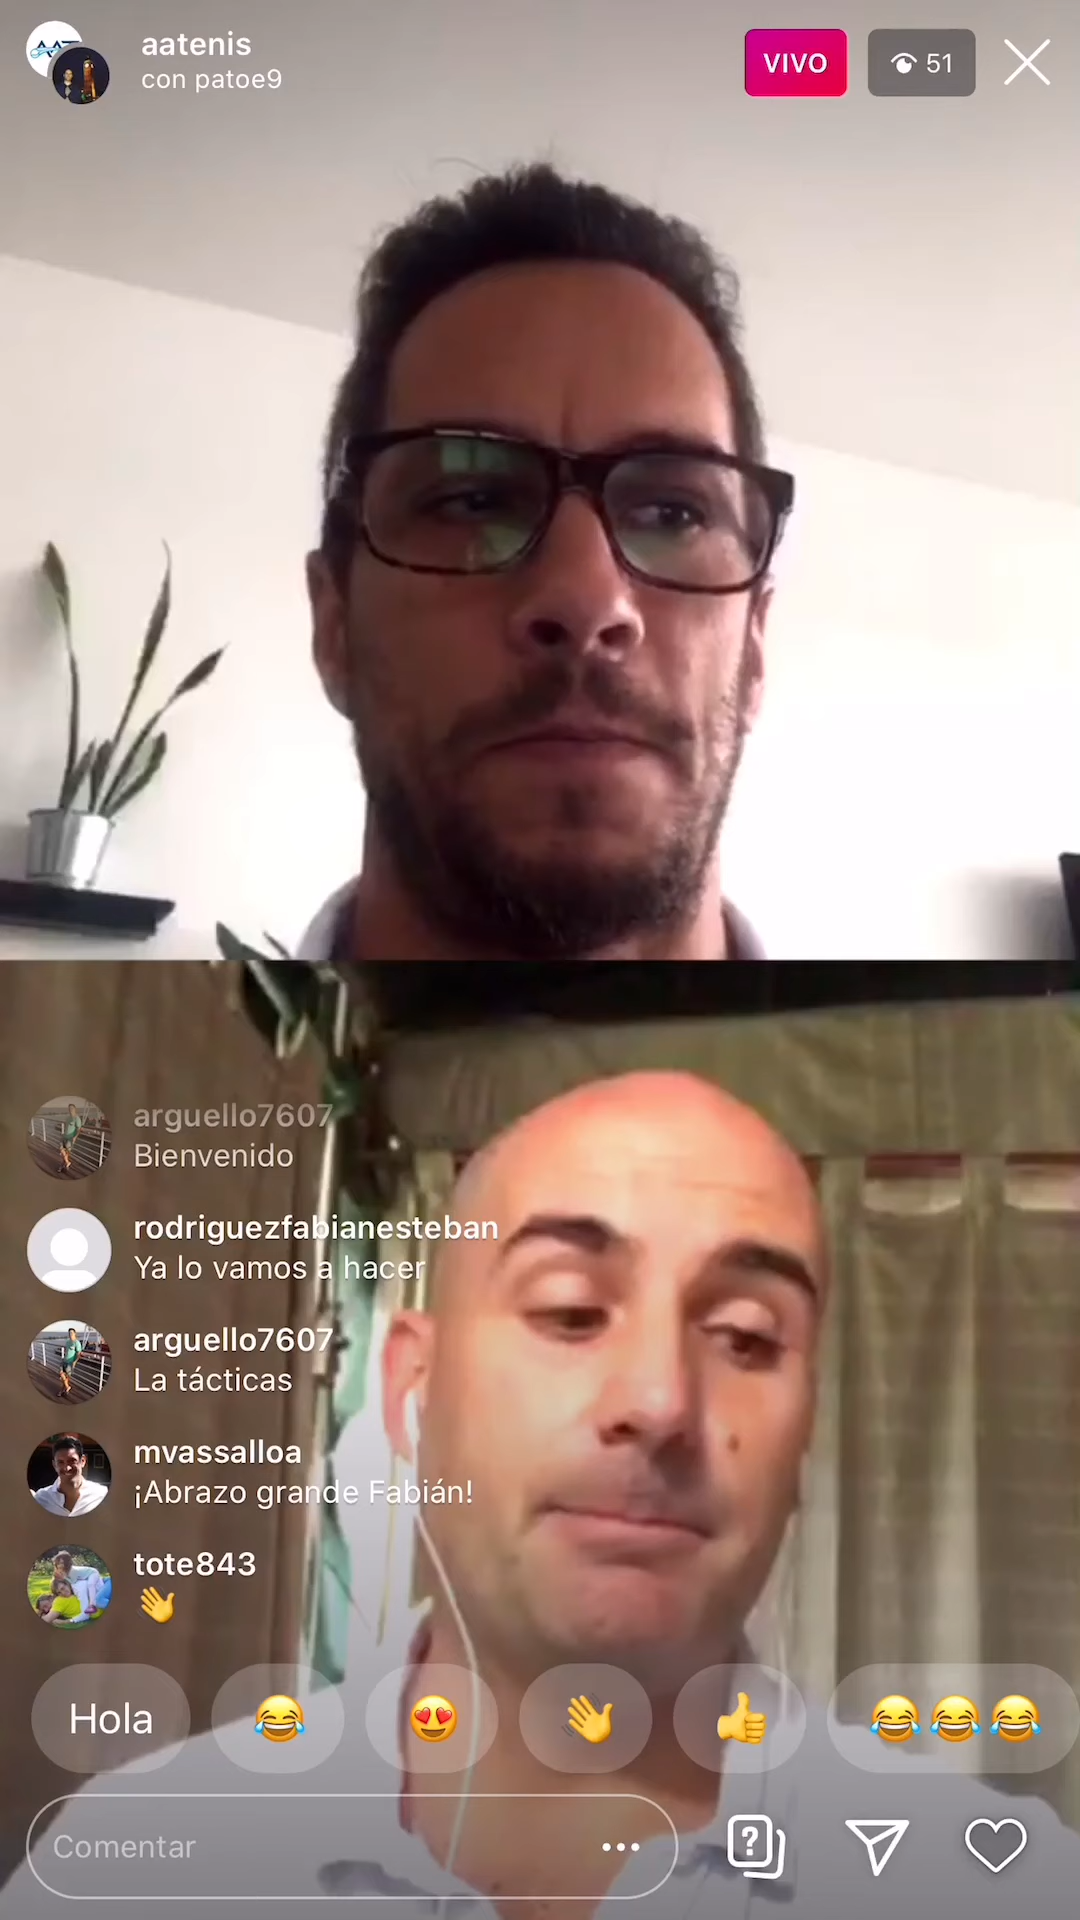 aatenis
con patoe9
VIVO
51
arguello7607
Bienvenido
rodriguezfabianesteban
Ya lo vamos a hacer
arguello7607
La tácticas
mvassalloa
¡Abrazo grande Fabián!
tote843
👋
Hola
😂
😍
👋
👍
😂😂😂
Comentar